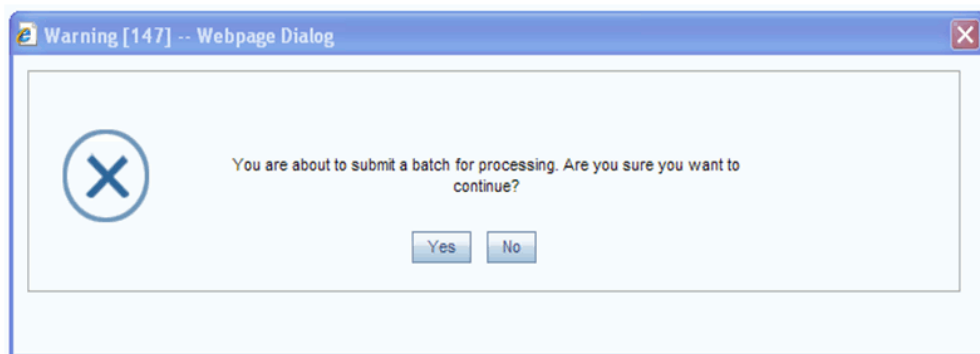 Warning [147] -- Webpage Dialog
You are about to submit a batch for processing. Are you sure you want to
continue?
Yes No